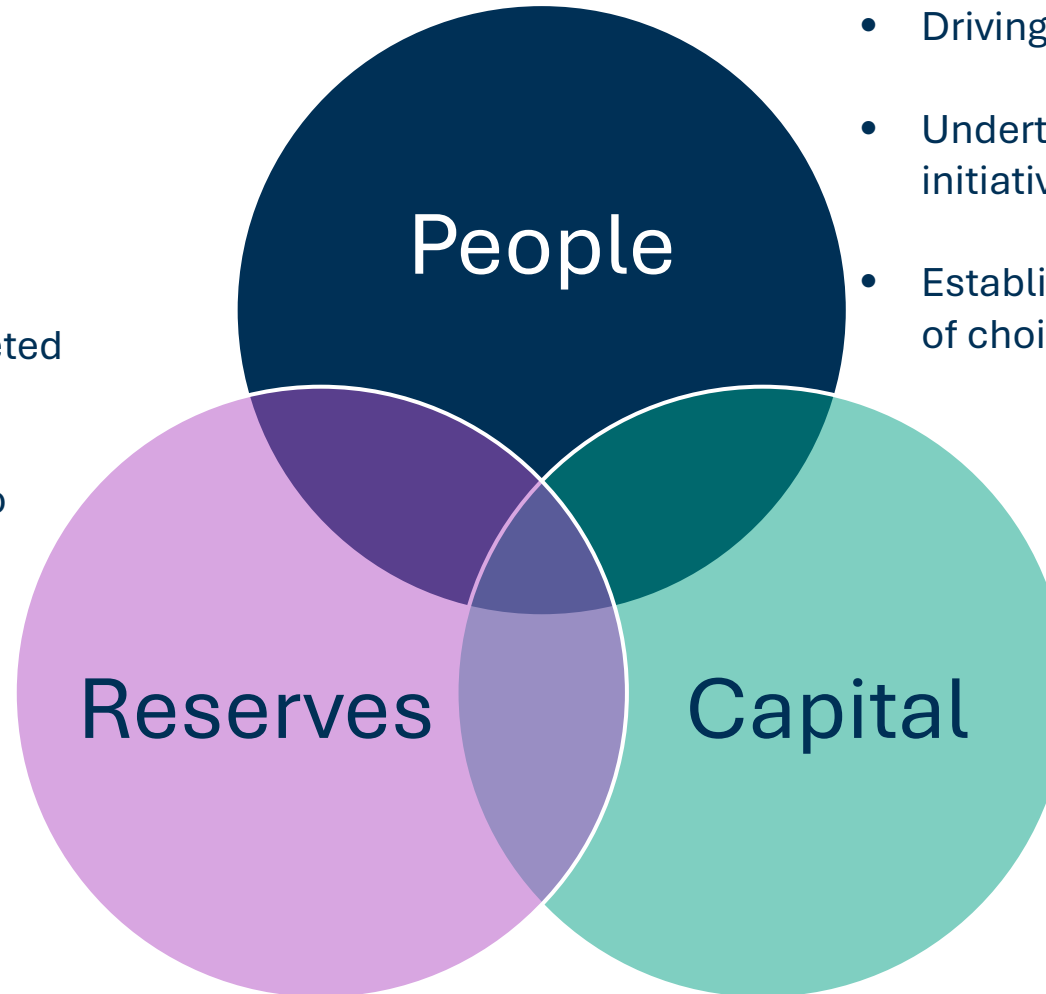 • Driving
• Undert
initiativ
• Establi
of choi
People
eted
Reserves
Capital